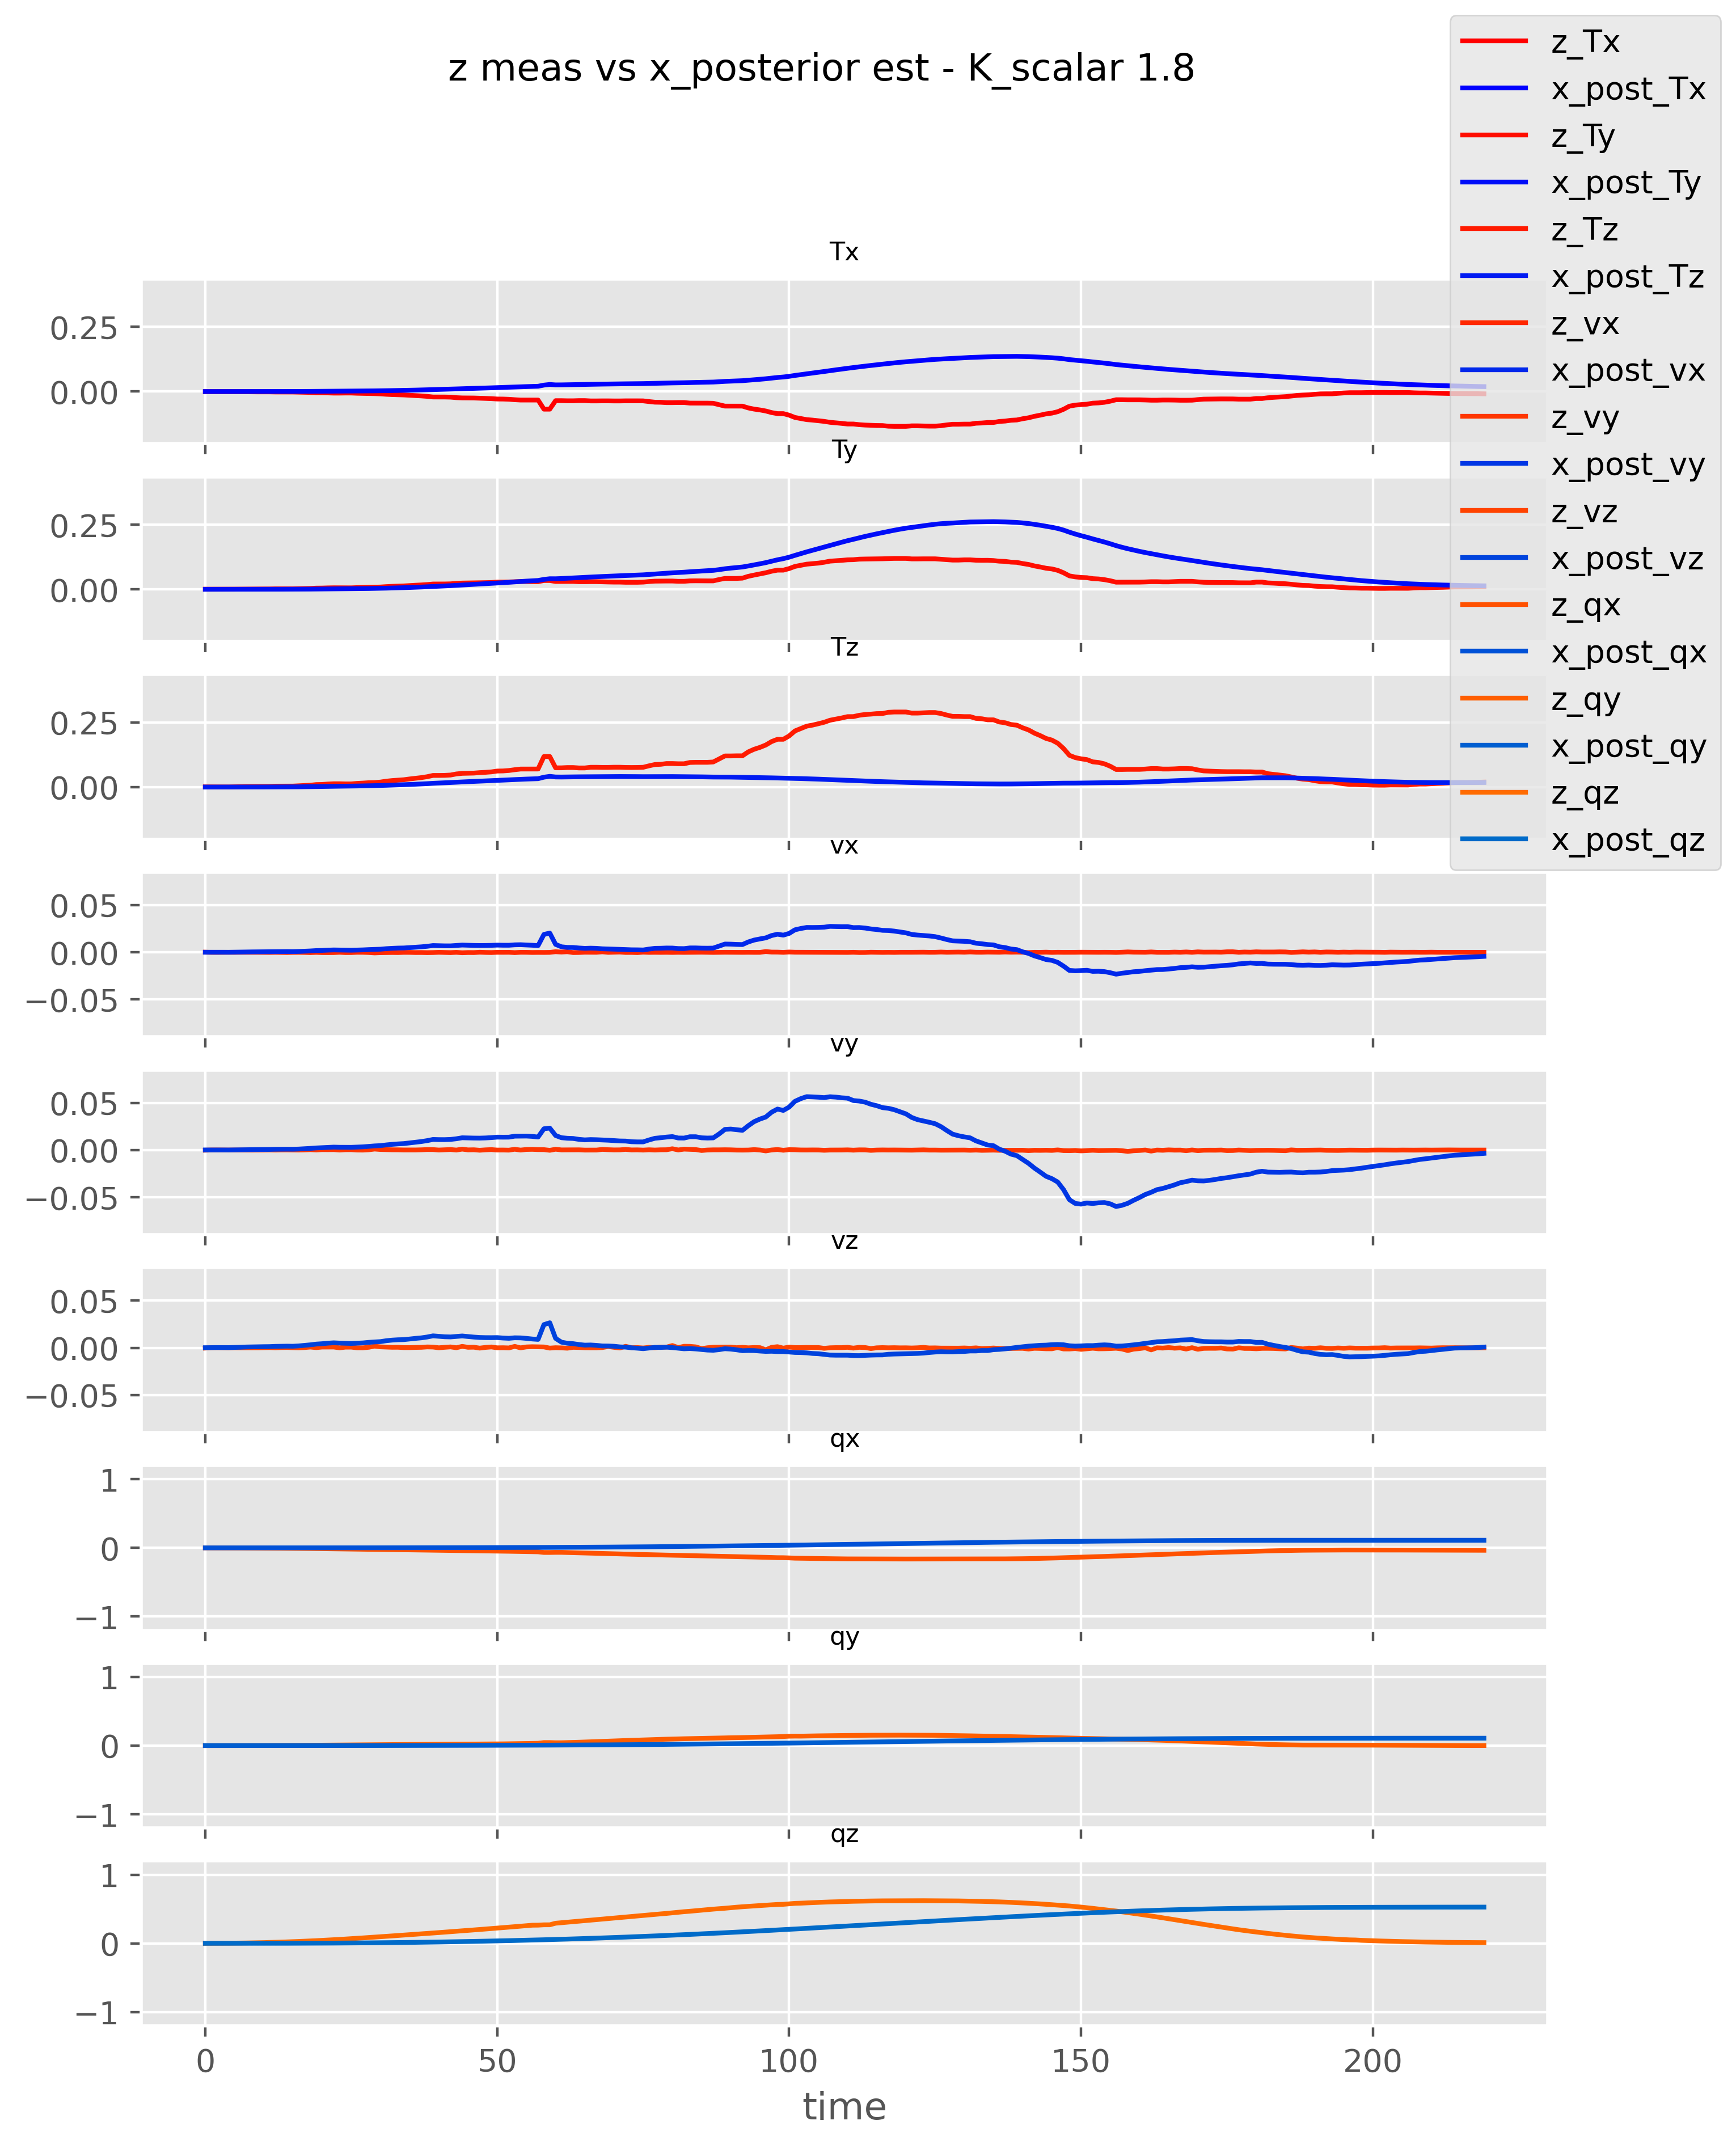 z meas vs x_posterior est - K_scalar 1.8
z_Tx
x_post_Tx
z_Ty
x_post_Ty
z_Tz
x_post_Tz
z_vx
x_post_vx
z_vy
x_post_vy
z_vz
x_post_vz
z_qx
x_post_qx
z_qy
x_post_qy
z_qz
x_post_qz
Tx
0.25
0.00
Ty
0.25
0.00
Tz
0.25
0.00
vx
0.05
0.00
−0.05
vy
0.05
0.00
−0.05
vz
0.05
0.00
−0.05
qx
1
0
−1
qy
1
0
−1
qz
1
0
−1
0 50 100 150 200
time